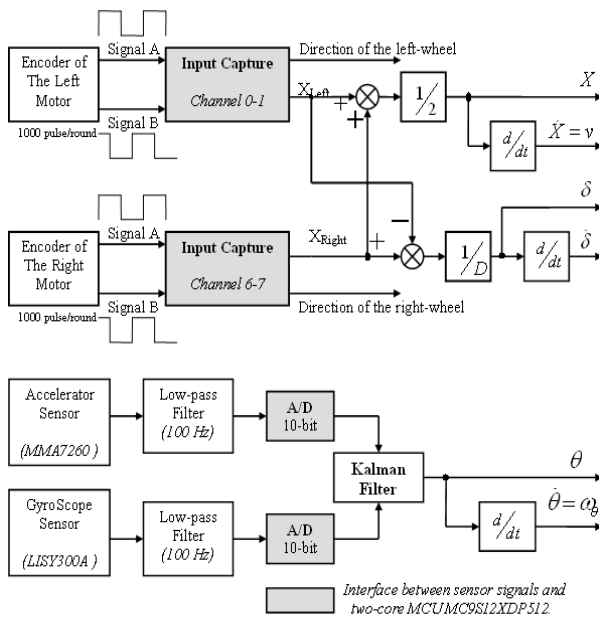 Signal A
Encoder of
The Left
Motor
Input Capture
Channel 0-1
Direction of the left-wheel
X_Left
+
+
1/2
X
Signal B
1000 pulse/round
d/dt
Ẋ = v
δ
Signal A
Encoder of
The Right
Motor
Input Capture
Channel 6-7
X_Right
+
−
1/D
d/dt
δ̇
Signal B
1000 pulse/round
Direction of the right-wheel
Accelerator
Sensor
(MMA7260 )
Low-pass
Filter
(100 Hz)
A/D
10-bit
Kalman
Filter
θ
GyroScope
Sensor
(LISY300A )
Low-pass
Filter
(100 Hz)
A/D
10-bit
d/dt
θ̇ = ω_θ
Interface between sensor signals and
two-core MCUMC9S12XDP512.